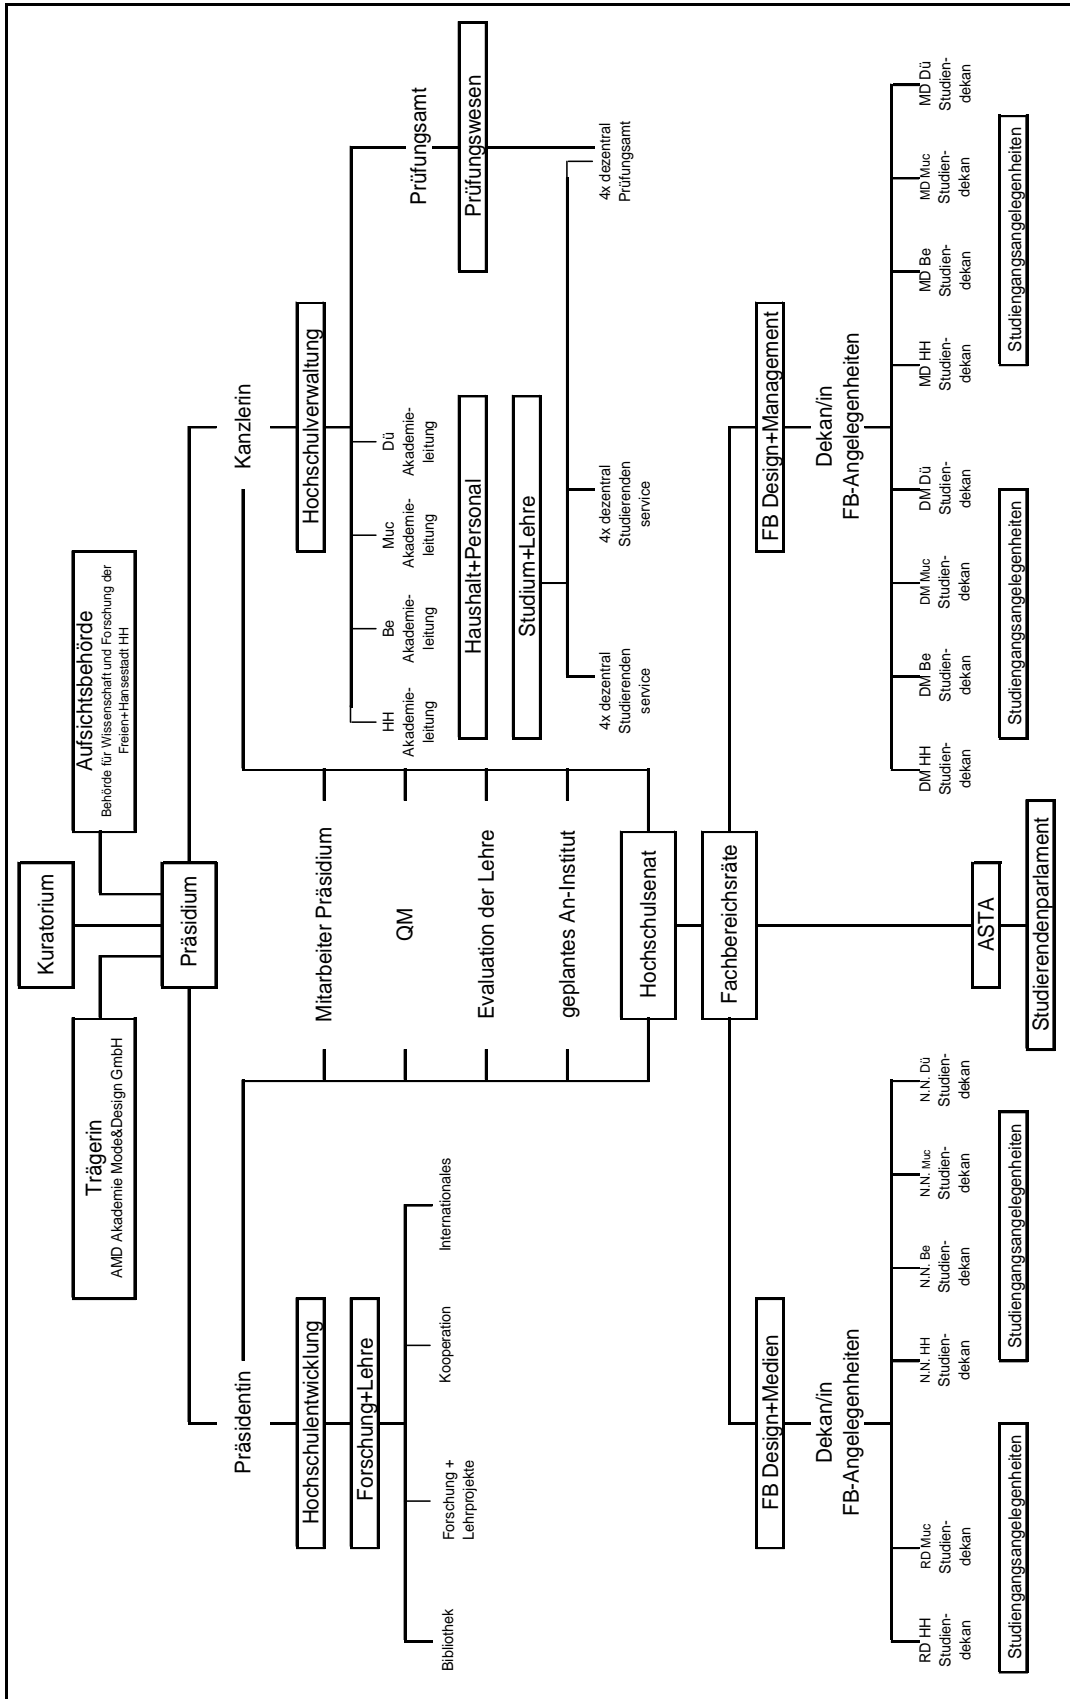 Kuratorium
Trägerin
AMD Akademie Mode&Design GmbH
Aufsichtsbehörde
Behörde für Wissenschaft und Forschung der
Freien+Hansestadt HH
Präsidium
Präsidentin
Kanzlerin
Hochschulentwicklung
Forschung+Lehre
Bibliothek
Forschung +
Lehrprojekte
Kooperation
Internationales
Mitarbeiter Präsidium
QM
Evaluation der Lehre
geplantes An-Institut
Hochschulsenat
Hochschulverwaltung
HH
Akademie-
leitung
Be
Akademie-
leitung
Muc
Akademie-
leitung
Dü
Akademie-
leitung
Prüfungsamt
Haushalt+Personal
Prüfungswesen
Studium+Lehre
4x dezentral
Studierenden
service
4x dezentral
Studierenden
service
4x dezentral
Prüfungsamt
Fachbereichsräte
FB Design+Medien
Dekan/in
FB-Angelegenheiten
RD HH
Studien-
dekan
RD Muc
Studien-
dekan
N.N. HH
Studien-
dekan
N.N. Be
Studien-
dekan
N.N. Muc
Studien-
dekan
N.N. Dü
Studien-
dekan
Studiengangsangelegenheiten
Studiengangsangelegenheiten
FB Design+Management
Dekan/in
FB-Angelegenheiten
DM HH
Studien-
dekan
DM Be
Studien-
dekan
DM Muc
Studien-
dekan
DM Dü
Studien-
dekan
MD HH
Studien-
dekan
MD Be
Studien-
dekan
MD Muc
Studien-
dekan
MD Dü
Studien-
dekan
Studiengangsangelegenheiten
Studiengangsangelegenheiten
ASTA
Studierendenparlament